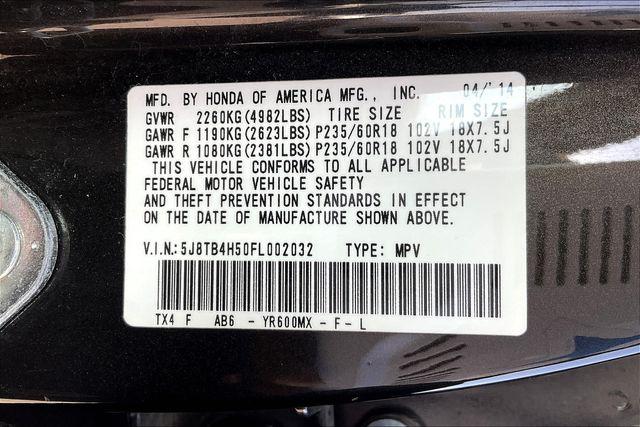 MFD. BY HONDA OF AMERICA MFG., INC. 04/'14
GVWR 2260KG(4982LBS) TIRE SIZE RIM SIZE
GAWR F 1190KG(2623LBS)P235/60R18 102V 18X7.5J
GAWR R 1080KG(2381LBS)P235/60R18 102V 18X7.5J
THIS VEHICLE CONFORMS TO ALL APPLICABLE
FEDERAL MOTOR VEHICLE SAFETY
AND THEFT PREVENTION STANDARDS IN EFFECT
ON THE DATE OF MANUFACTURE SHOWN ABOVE.
V.I.N.:5J8TB4H50FL002032 TYPE: MPV
TX4 F AB6 - YR600MX - F - L